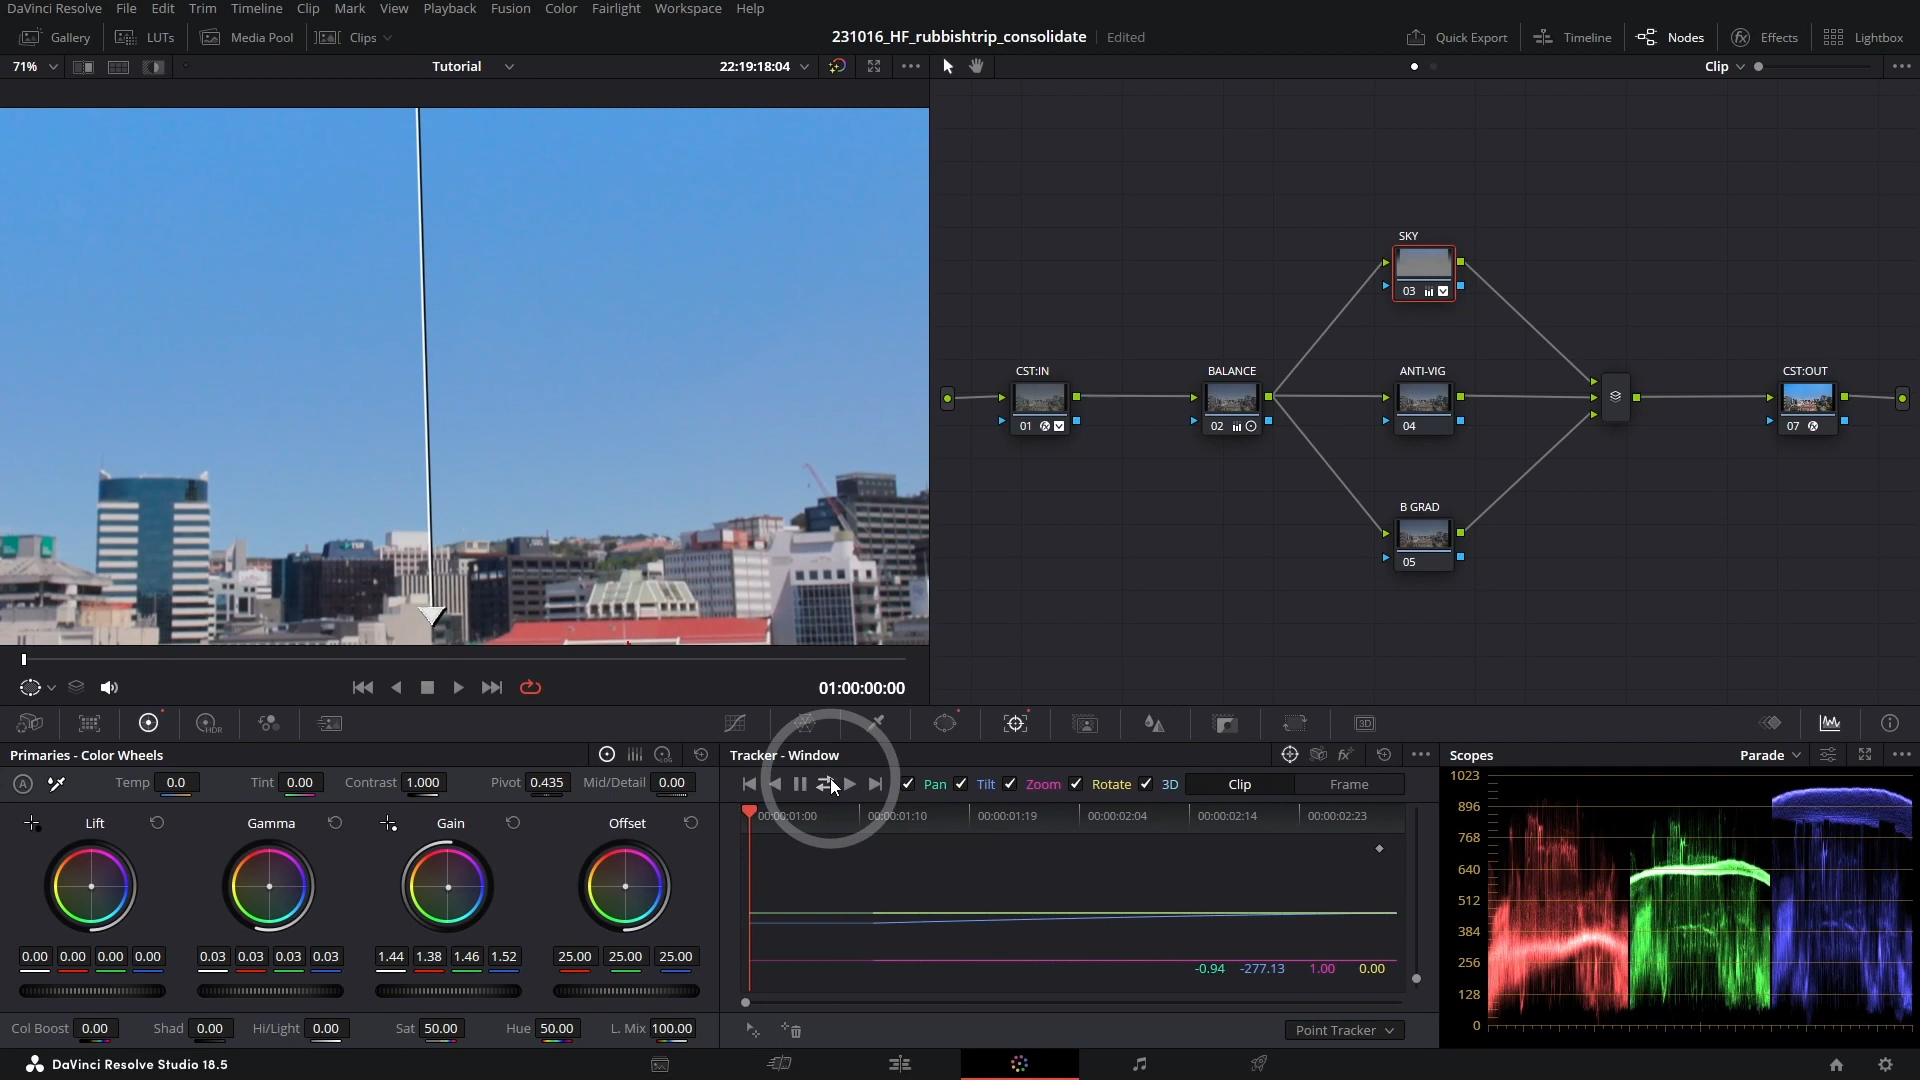 DaVinci Resolve File Edit Trim Timeline Clip Mark View Playback Fusion Color Fairlight Workspace Help
Gallery LUTs Media Pool Clips 231016_HF_rubbishtrip_consolidate Edited Quick Export Timeline Nodes Effects Lightbox
71% Tutorial 22:19:18:04 Clip
SKY
03
CST:IN BALANCE ANTI-VIG CST:OUT
01 02 04 07
B GRAD
05
01:00:00:00
Primaries - Color Wheels Tracker - Window Scopes Parade
Temp 0.0 Tint 0.00 Contrast 1.000 Pivot 0.435 Mid/Detail 0.00
Pan Tilt Zoom Rotate 3D Clip Frame
Lift Gamma Gain Offset
00:00:01:00 00:00:01:10 00:00:01:19 00:00:02:04 00:00:02:14 00:00:02:23
0.00 0.00 0.00 0.00 0.03 0.03 0.03 0.03 1.44 1.38 1.46 1.52 25.00 25.00 25.00
-0.94 -277.13 1.00 0.00
Col Boost 0.00 Shad 0.00 Hi/Light 0.00 Sat 50.00 Hue 50.00 L. Mix 100.00
Point Tracker
1023
896
768
640
512
384
256
128
0
DaVinci Resolve Studio 18.5